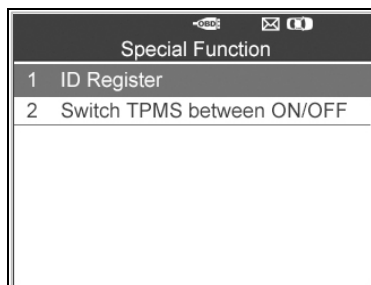 OBD
Special Function
1 ID Register
2 Switch TPMS between ON/OFF